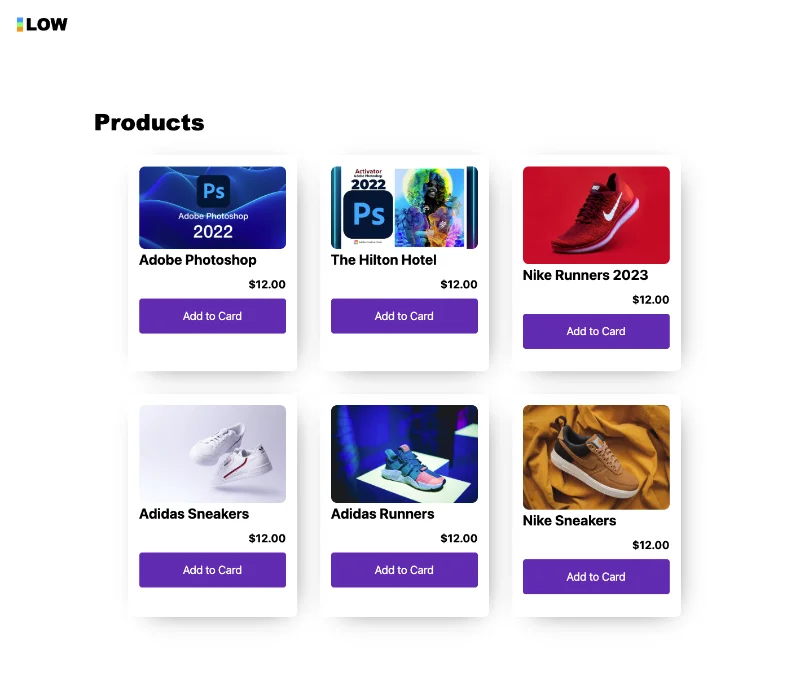 LOW
Products
Ps
Adobe Photoshop
2022
Adobe Photoshop
$12.00
Add to Card
Activator
Adobe Photoshop
2022
Ps
The Hilton Hotel
$12.00
Add to Card
Nike Runners 2023
$12.00
Add to Card
Adidas Sneakers
$12.00
Add to Card
Adidas Runners
$12.00
Add to Card
Nike Sneakers
$12.00
Add to Card